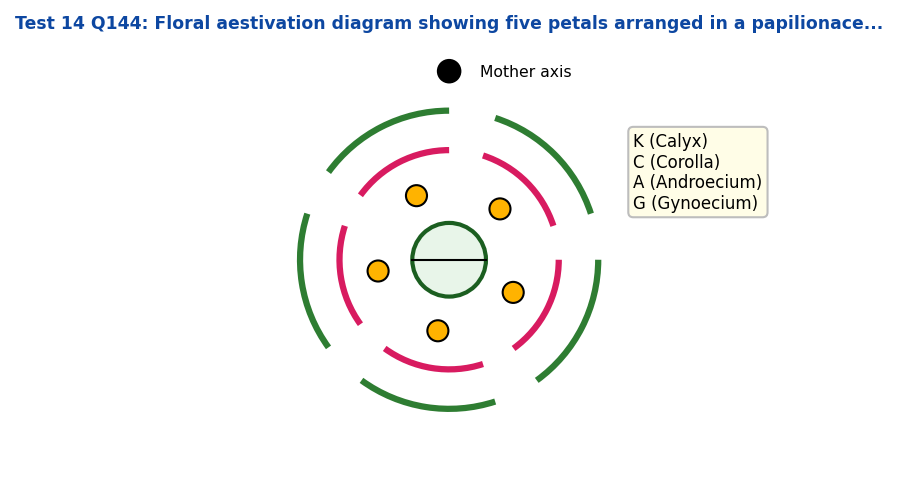 Test 14 Q144: Floral aestivation diagram showing five petals arranged in a papilionace...
Mother axis
K (Calyx)
C (Corolla)
A (Androecium)
G (Gynoecium)